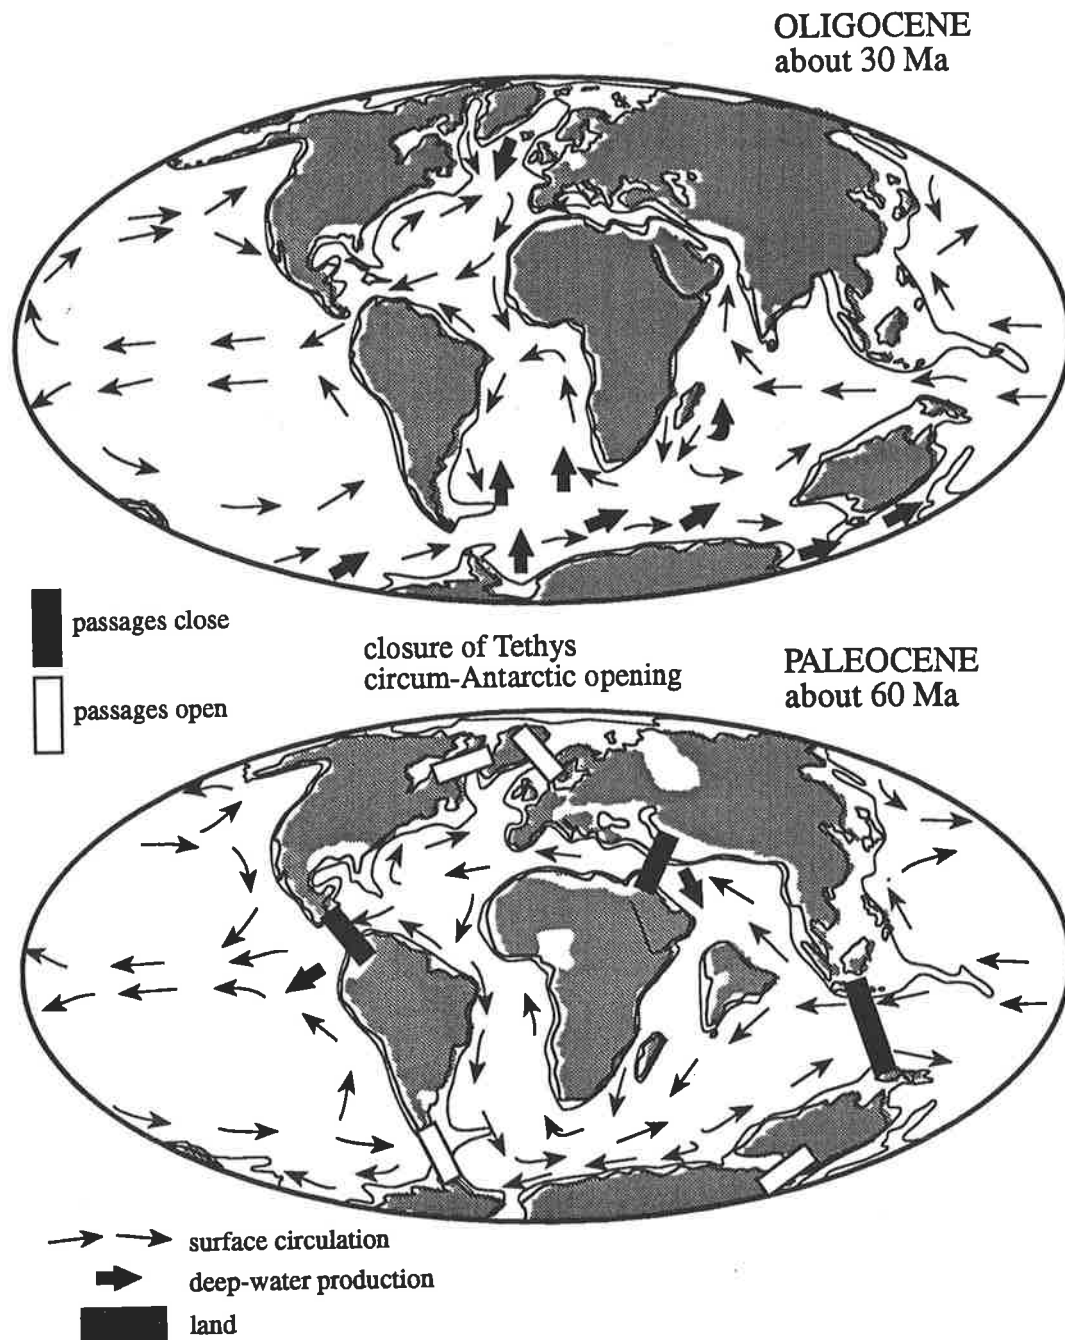 OLIGOCENE
about 30 Ma
passages close
passages open
closure of Tethys
circum-Antarctic opening
PALEOCENE
about 60 Ma
surface circulation
deep-water production
land